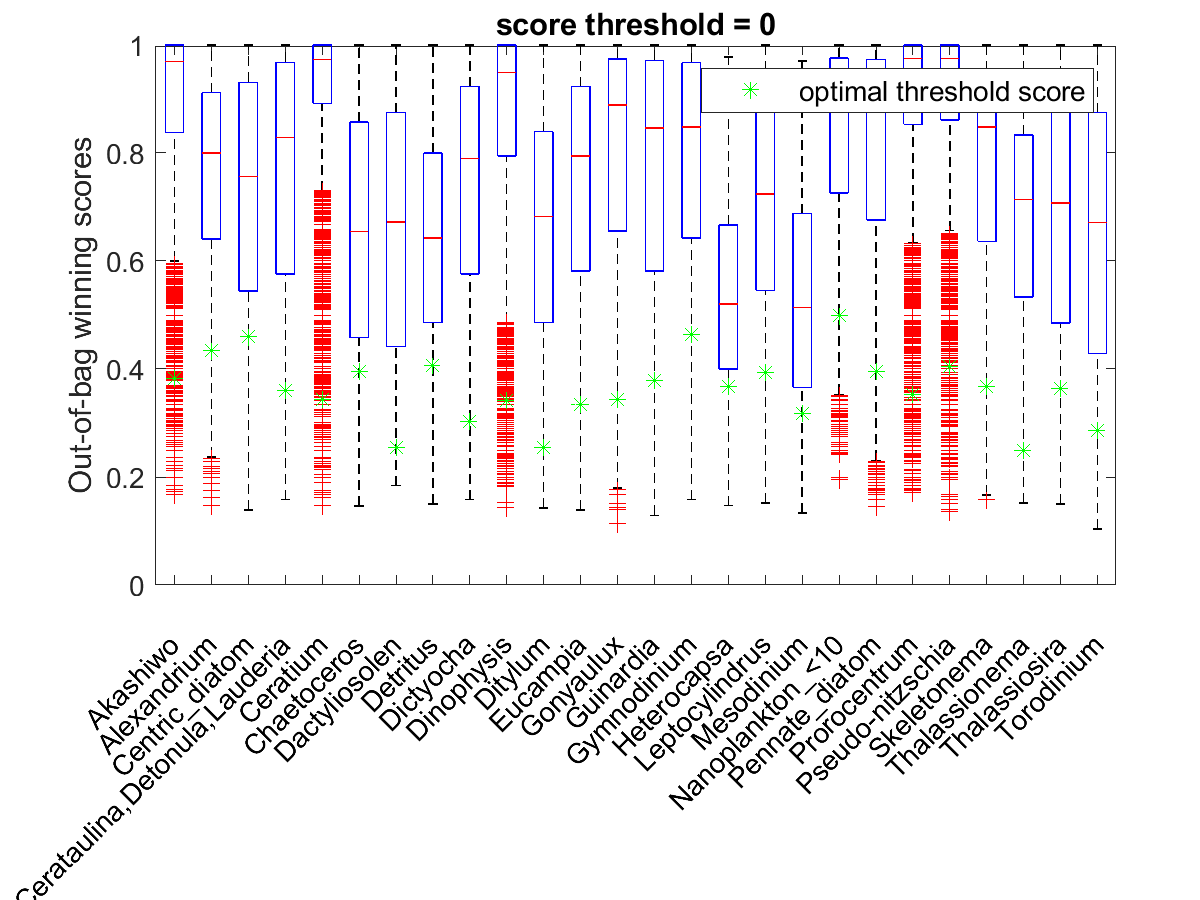 score threshold = 0
optimal threshold score
Out-of-bag winning scores
1
0.8
0.6
0.4
0.2
0
Akashiwo
Alexandrium
Centric_diatom
Cerataulina, Detonula, Lauderia
Ceratium
Chaetoceros
Dactyliosolen
Detritus
Dictyocha
Dinophysis
Ditylum
Eucampia
Gonyaulux
Guinardia
Gymnodinium
Heterocapsa
Leptocylindrus
Mesodinium
Nanoplankton_<10
Pennate_diatom
Prorocentrum
Pseudo-nitzschia
Skeletonema
Thalassionema
Thalassiosira
Torodinium